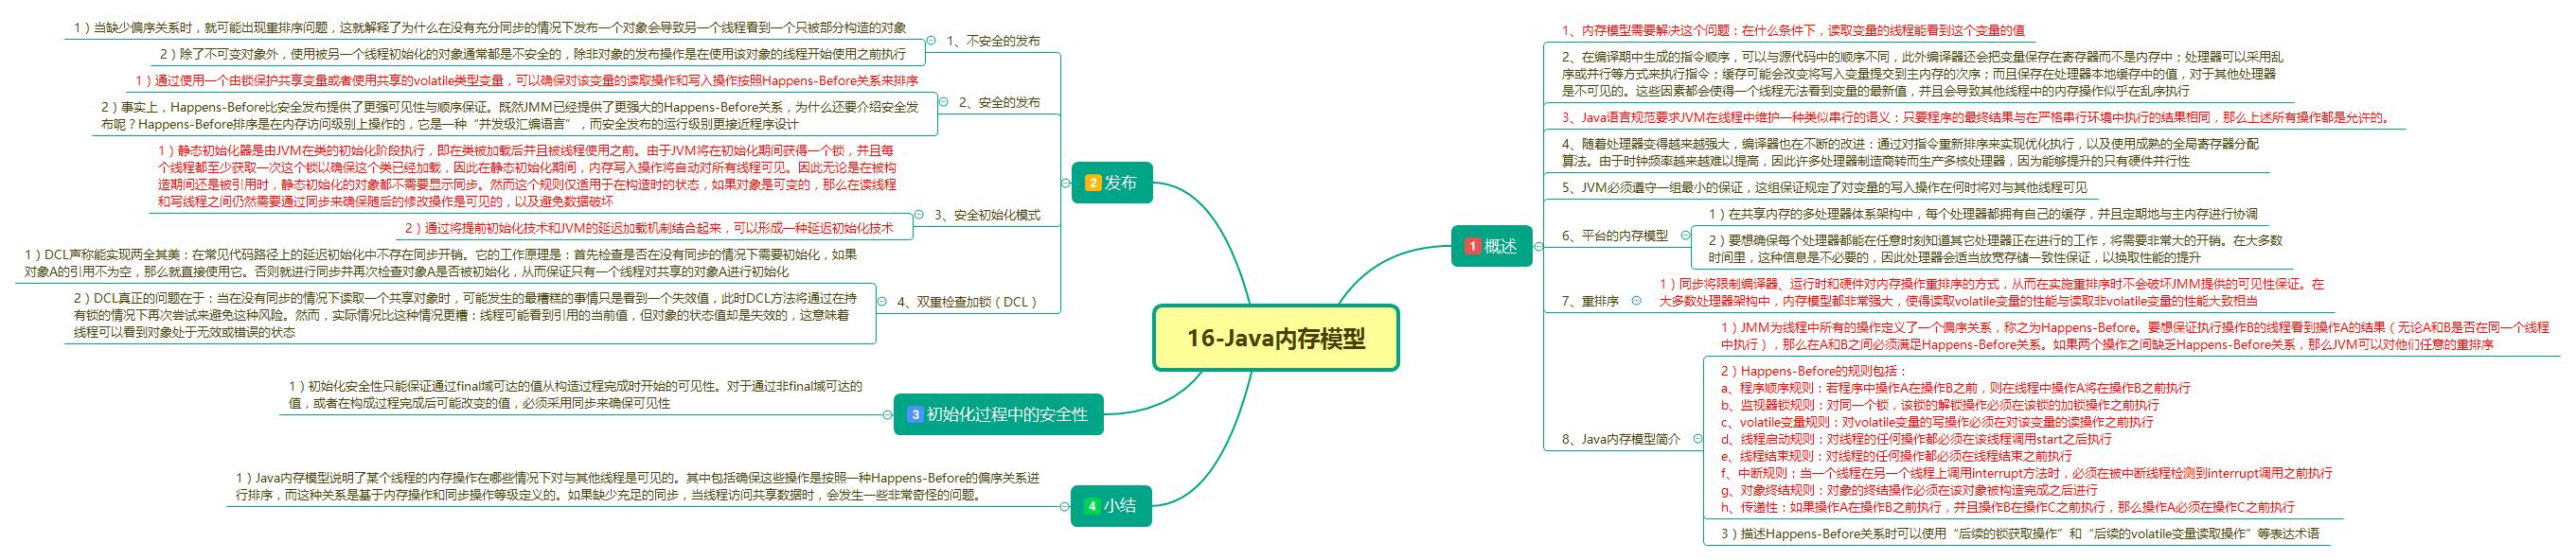 16-Java内存模型
1 概述
1、内存模型需要解决这个问题：在什么条件下，读取变量的线程能看到这个变量的值
2、在编译期中生成的指令顺序，可以与源代码中的顺序不同，此外编译器还会把变量保存在寄存器而不是内存中；处理器可以采用乱
序或并行等方式来执行指令；缓存可能会改变将写入变量提交到主内存的次序；而且保存在处理器本地缓存中的值，对于其他处理器
是不可见的。这些因素都会使得一个线程无法看到变量的最新值，并且会导致其他线程中的内存操作似乎在乱序执行
3、Java语言规范要求JVM在线程中维护一种类似串行的语义：只要程序的最终结果与在严格串行环境中执行的结果相同，那么上述所有操作都是允许的。
4、随着处理器变得越来越强大，编译器也在不断的改进：通过对指令重新排序来实现优化执行，以及使用成熟的全局寄存器分配
算法。由于时钟频率越来越难以提高，因此许多处理器制造商转而生产多核处理器，因为能够提升的只有硬件并行性
5、JVM必须遵守一组最小的保证，这组保证规定了对变量的写入操作在何时将对与其他线程可见
6、平台的内存模型
1）在共享内存的多处理器体系架构中，每个处理器都拥有自己的缓存，并且定期地与主内存进行协调
2）要想确保每个处理器都能在任意时刻知道其它处理器正在进行的工作，将需要非常大的开销。在大多数
时间里，这种信息是不必要的，因此处理器会适当放宽存储一致性保证，以换取性能的提升
7、重排序
1）同步将限制编译器、运行时和硬件对内存操作重排序的方式，从而在实施重排序时不会破坏JMM提供的可见性保证。在
大多数处理器架构中，内存模型都非常强大，使得读取volatile变量的性能与读取非volatile变量的性能大致相当
8、Java内存模型简介
1）JMM为线程中所有的操作定义了一个偏序关系，称之为Happens-Before。要想保证执行操作B的线程看到操作A的结果（无论A和B是否在同一个线程
中执行），那么在A和B之间必须满足Happens-Before关系。如果两个操作之间缺乏Happens-Before关系，那么JVM可以对他们任意的重排序
2）Happens-Before的规则包括：
a、程序顺序规则：若程序中操作A在操作B之前，则在线程中操作A将在操作B之前执行
b、监视器锁规则：对同一个锁，该锁的解锁操作必须在该锁的加锁操作之前执行
c、volatile变量规则：对volatile变量的写操作必须在对该变量的读操作之前执行
d、线程启动规则：对线程的任何操作都必须在该线程调用start之后执行
e、线程结束规则：对线程的任何操作都必须在线程结束之前执行
f、中断规则：当一个线程在另一个线程上调用interrupt方法时，必须在被中断线程检测到interrupt调用之前执行
g、对象终结规则：对象的终结操作必须在该对象被构造完成之后进行
h、传递性：如果操作A在操作B之前执行，并且操作B在操作C之前执行，那么操作A必须在操作C之前执行
3）描述Happens-Before关系时可以使用“后续的锁获取操作”和“后续的volatile变量读取操作”等表达术语
2 发布
1、不安全的发布
1）当缺少偏序关系时，就可能出现重排序问题，这就解释了为什么在没有充分同步的情况下发布一个对象会导致另一个线程看到一个只被部分构造的对象
2）除了不可变对象外，使用被另一个线程初始化的对象通常都是不安全的，除非对象的发布操作是在使用该对象的线程开始使用之前执行
2、安全的发布
1）通过使用一个由锁保护共享变量或者使用共享的volatile类型变量，可以确保对该变量的读取操作和写入操作按照Happens-Before关系来排序
2）事实上，Happens-Before比安全发布提供了更强可见性与顺序保证。既然JMM已经提供了更强大的Happens-Before关系，为什么还要介绍安全发
布呢？Happens-Before排序是在内存访问级别上操作的，它是一种“并发级汇编语言”，而安全发布的运行级别更接近程序设计
3、安全初始化模式
1）静态初始化器是由JVM在类的初始化阶段执行，即在类被加载后并且被线程使用之前。由于JVM将在初始化期间获得一个锁，并且每
个线程都至少获取一次这个锁以确保这个类已经加载，因此在静态初始化期间，内存写入操作将自动对所有线程可见。因此无论是在被构
造期间还是被引用时，静态初始化的对象都不需要显示同步。然而这个规则仅适用于在构造时的状态，如果对象是可变的，那么在读线程
和写线程之间仍然需要通过同步来确保随后的修改操作是可见的，以及避免数据破坏
2）通过将提前初始化技术和JVM的延迟加载机制结合起来，可以形成一种延迟初始化技术
4、双重检查加锁（DCL）
1）DCL声称能实现两全其美：在常见代码路径上的延迟初始化中不存在同步开销。它的工作原理是：首先检查是否在没有同步的情况下需要初始化，如果
对象A的引用不为空，那么就直接使用它。否则就进行同步并再次检查对象A是否被初始化，从而保证只有一个线程对共享的对象A进行初始化
2）DCL真正的问题在于：当在没有同步的情况下读取一个共享对象时，可能发生的最糟糕的事情只是看到一个失效值，此时DCL方法将通过在持
有锁的情况下再次尝试来避免这种风险。然而，实际情况比这种情况更糟：线程可能看到引用的当前值，但对象的状态值却是失效的，这意味着
线程可以看到对象处于无效或错误的状态
3 初始化过程中的安全性
1）初始化安全性只能保证通过final域可达的值从构造过程完成时开始的可见性。对于通过非final域可达的
值，或者在构成过程完成后可能改变的值，必须采用同步来确保可见性
4 小结
1）Java内存模型说明了某个线程的内存操作在哪些情况下对与其他线程是可见的。其中包括确保这些操作是按照一种Happens-Before的偏序关系进
行排序，而这种关系是基于内存操作和同步操作等级定义的。如果缺少充足的同步，当线程访问共享数据时，会发生一些非常奇怪的问题。